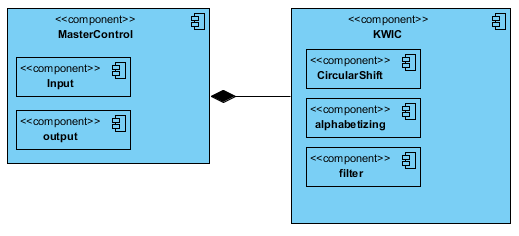 <<component>>
MasterControl
<<component>>
Input
<<component>>
output
<<component>>
KWIC
<<component>>
CircularShift
<<component>>
alphabetizing
<<component>>
filter